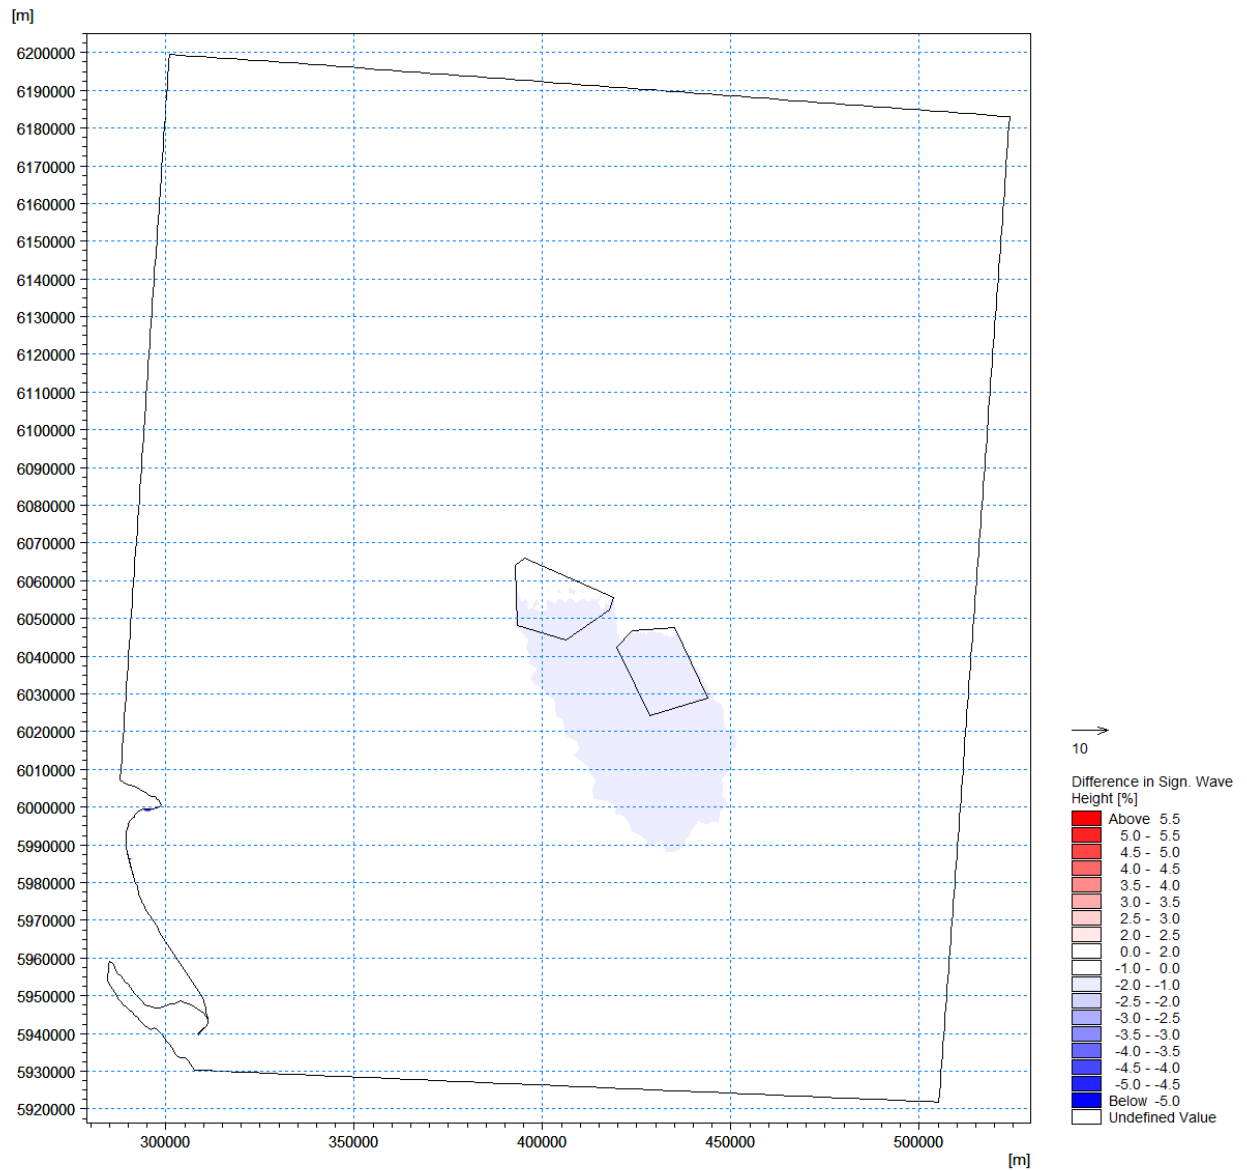 [m]
6200000
6190000
6180000
6170000
6160000
6150000
6140000
6130000
6120000
6110000
6100000
6090000
6080000
6070000
6060000
6050000
6040000
6030000
6020000
6010000
6000000
5990000
5980000
5970000
5960000
5950000
5940000
5930000
5920000
300000 350000 400000 450000 500000
[m]
10
Difference in Sign. Wave
Height [%]
Above 5.5
5.0 - 5.5
4.5 - 5.0
4.0 - 4.5
3.5 - 4.0
3.0 - 3.5
2.5 - 3.0
2.0 - 2.5
0.0 - 2.0
-1.0 - 0.0
-2.0 - -1.0
-2.5 - -2.0
-3.0 - -2.5
-3.5 - -3.0
-4.0 - -3.5
-4.5 - -4.0
-5.0 - -4.5
Below -5.0
Undefined Value